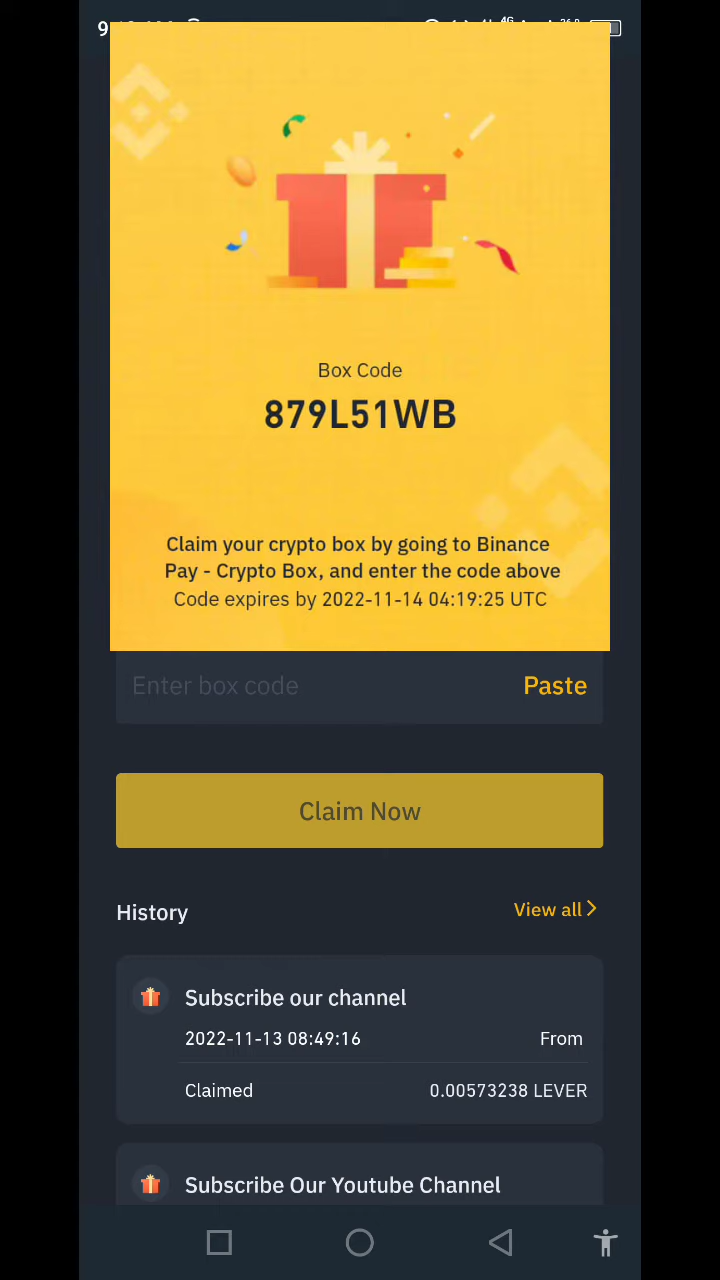 Box Code
879L51WB
Claim your crypto box by going to Binance
Pay - Crypto Box, and enter the code above
Code expires by 2022-11-14 04:19:25 UTC
Enter box code
Paste
Claim Now
History
View all
Subscribe our channel
2022-11-13 08:49:16
From
Claimed
0.00573238 LEVER
Subscribe Our Youtube Channel